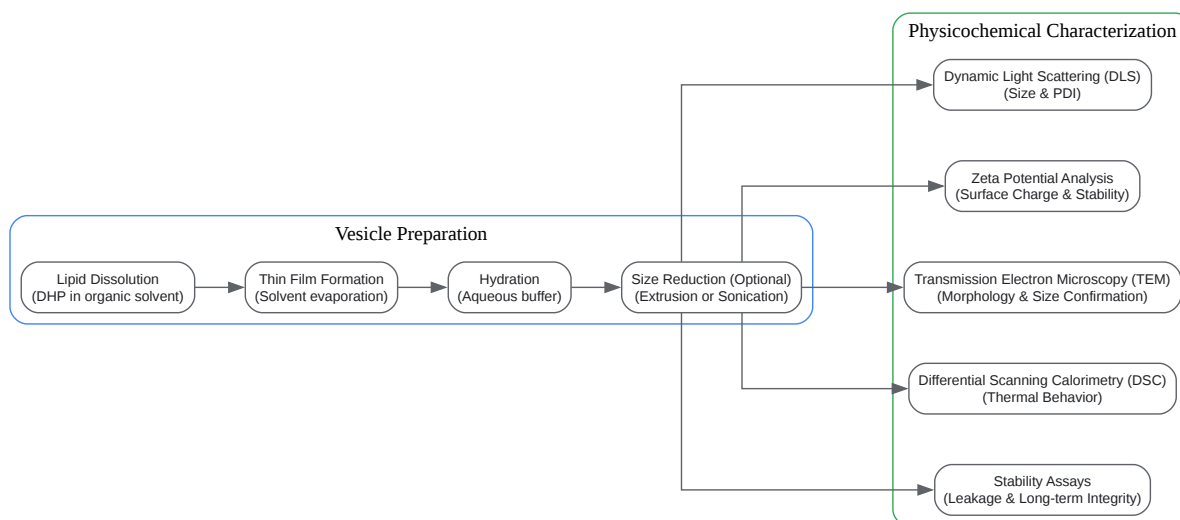 Physicochemical Characterization
Dynamic Light Scattering (DLS)
(Size & PDI)
Zeta Potential Analysis
(Surface Charge & Stability)
Vesicle Preparation
Lipid Dissolution
(DHP in organic solvent)
Thin Film Formation
(Solvent evaporation)
Hydration
(Aqueous buffer)
Size Reduction (Optional)
(Extrusion or Sonication)
Transmission Electron Microscopy (TEM)
(Morphology & Size Confirmation)
Differential Scanning Calorimetry (DSC)
(Thermal Behavior)
Stability Assays
(Leakage & Long-term Integrity)